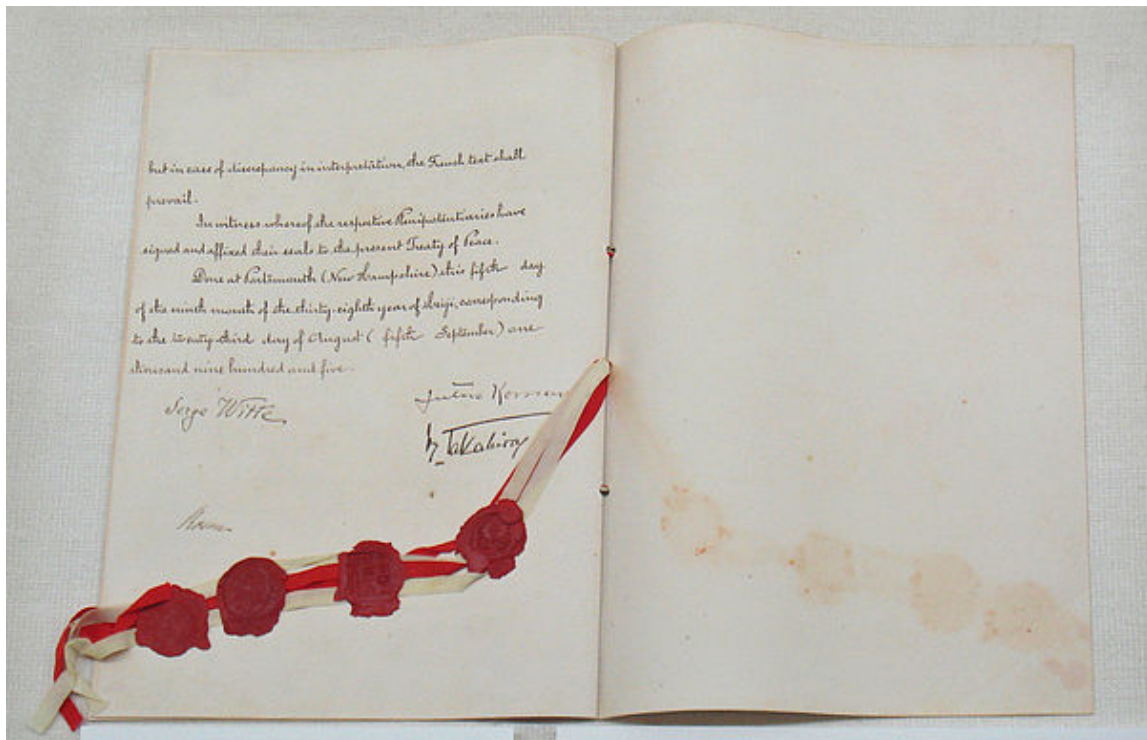 but in case of discrepancy in interpretation, the French text shall
prevail.
In witness whereof the respective Plenipotentiaries have
signed and affixed their seals to the present Treaty of Peace.
Done at Portsmouth (New Hampshire) this fifth day
of the ninth month of the thirty-eighth year of Meiji, corresponding
to the twenty-third day of August (fifth September) one
thousand nine hundred and five.
Serge Witte
Jutaro Komura
K. Takahira
Rosen